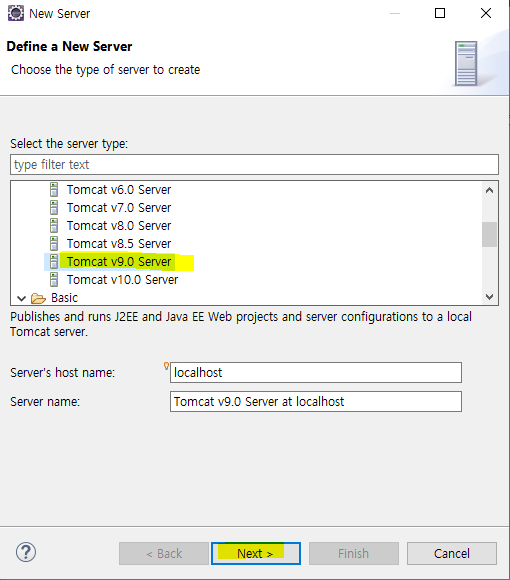 New Server
Define a New Server
Choose the type of server to create
Select the server type:
type filter text
Tomcat v6.0 Server
Tomcat v7.0 Server
Tomcat v8.0 Server
Tomcat v8.5 Server
Tomcat v9.0 Server
Tomcat v10.0 Server
Basic
Publishes and runs J2EE and Java EE Web projects and server configurations to a local
Tomcat server.
Server's host name: localhost
Server name: Tomcat v9.0 Server at localhost
? < Back Next > Finish Cancel